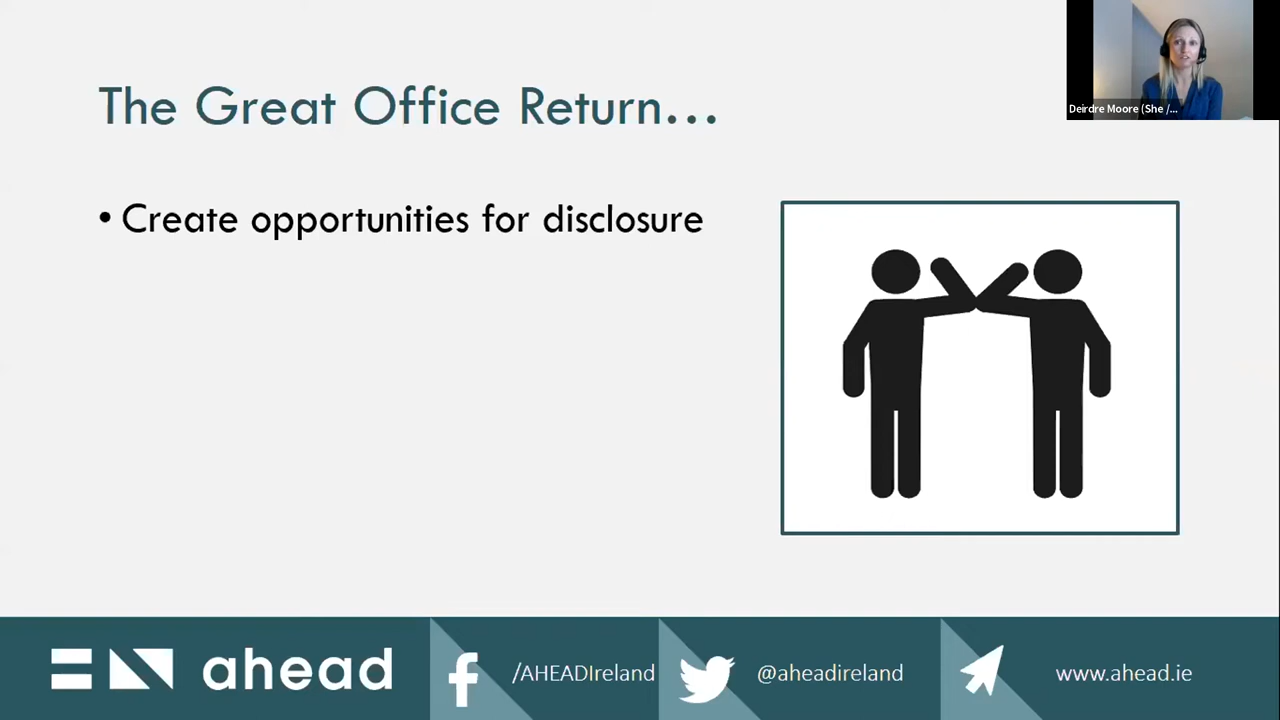 The Great Office Return…
• Create opportunities for disclosure
Deirdre Moore (She /...
ahead
/AHEADIreland
@aheadireland
www.ahead.ie